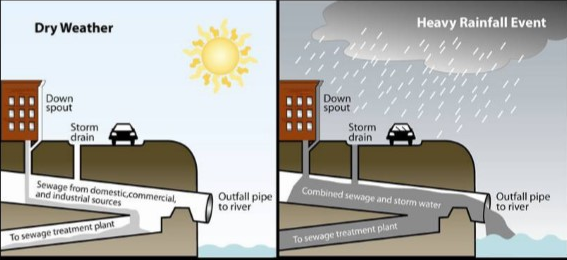 Dry Weather
Down
spout
Storm
drain
Sewage from domestic,commercial,
and industrial sources
Outfall pipe
to river
To sewage treatment plant
Heavy Rainfall Event
Down
spout
Storm
drain
Combined sewage and storm water
Outfall pipe
to river
To sewage treatment plant